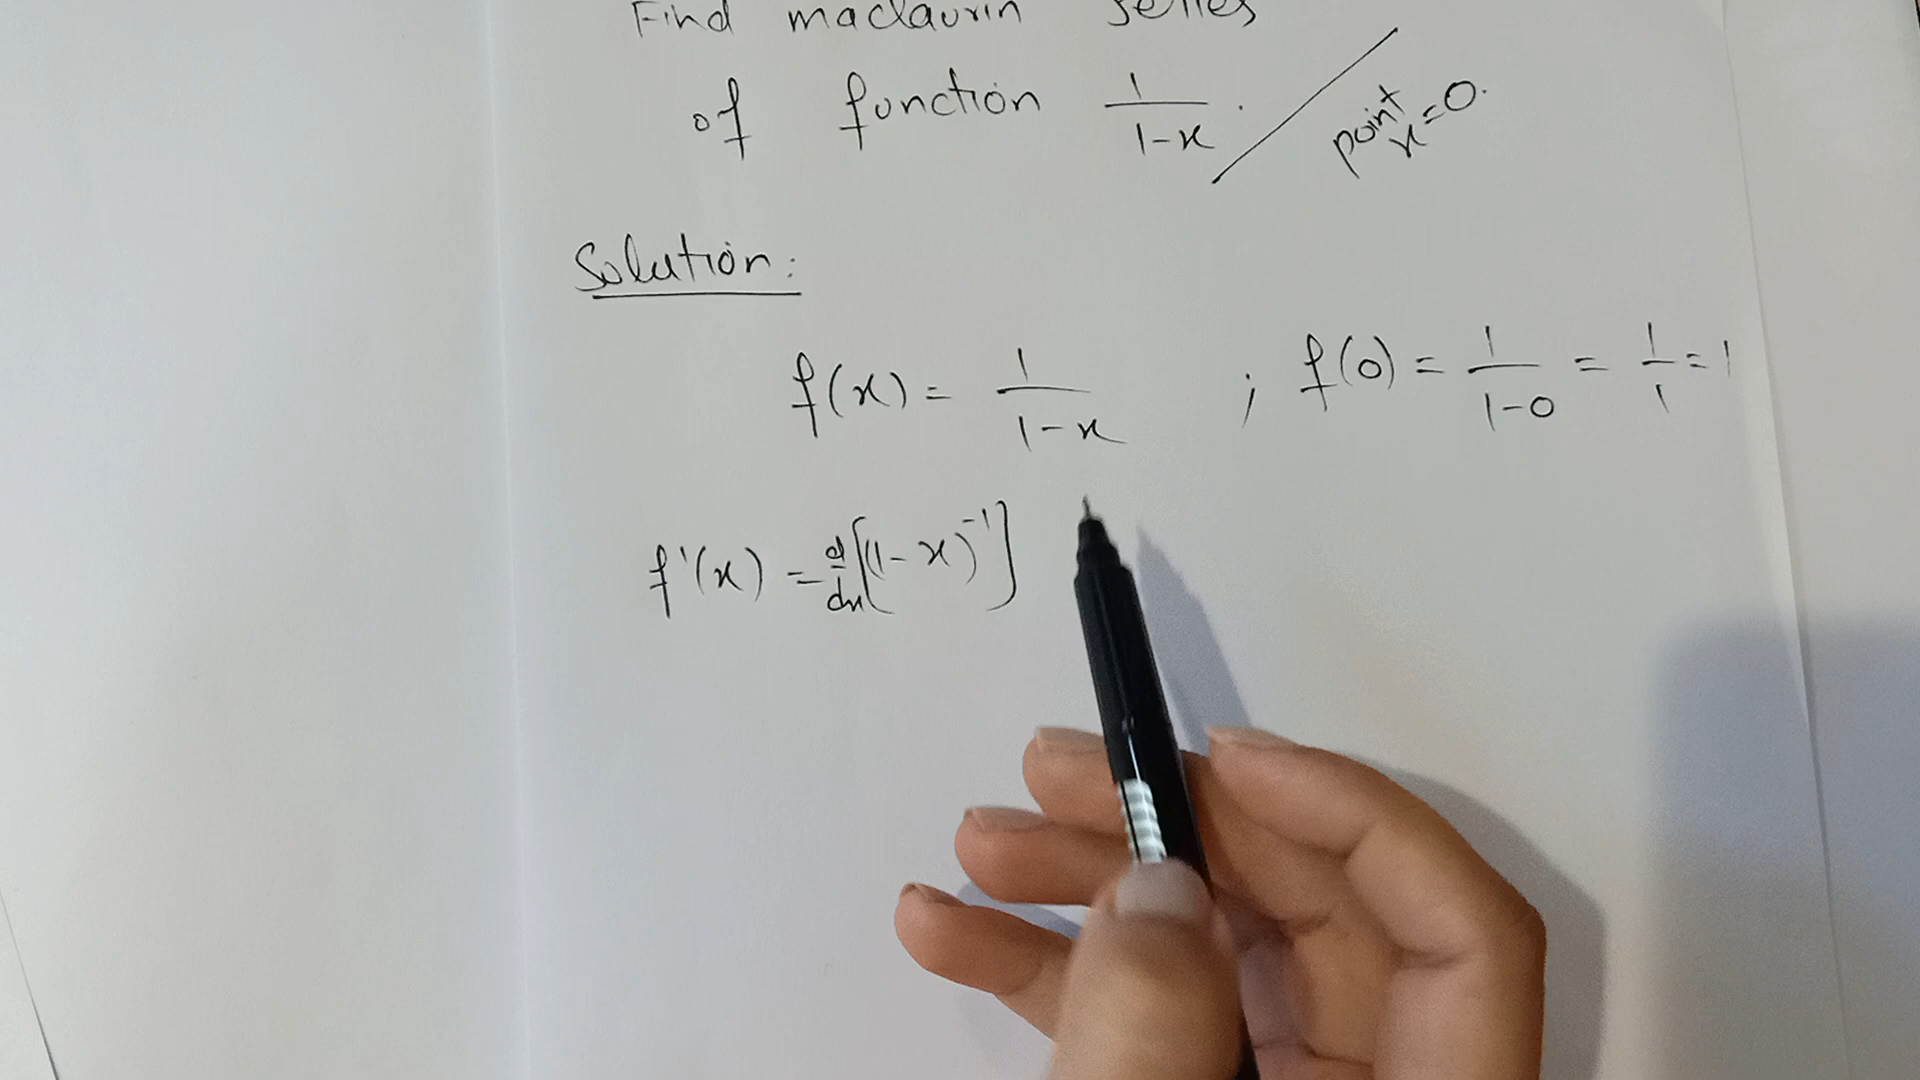 Find maclaurin series
of function 1/(1-x) . / point x=0.
Solution:
f(x) = 1/(1-x) ; f(0) = 1/(1-0) = 1/1 = 1
f'(x) = d/dx [(1-x)^-1]